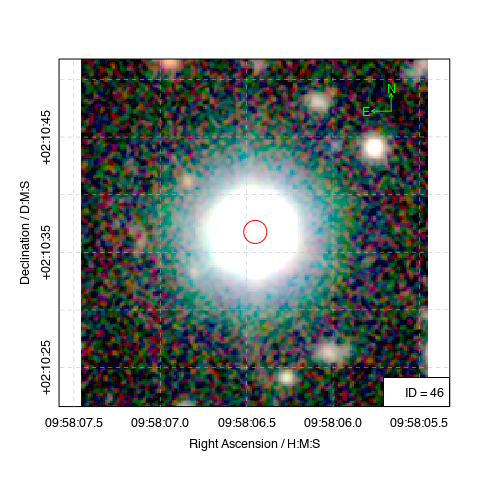 N
E
Declination / D:M:S
+02:10:45
+02:10:35
+02:10:25
ID = 46
09:58:07.5 09:58:07.0 09:58:06.5 09:58:06.0 09:58:05.5
Right Ascension / H:M:S